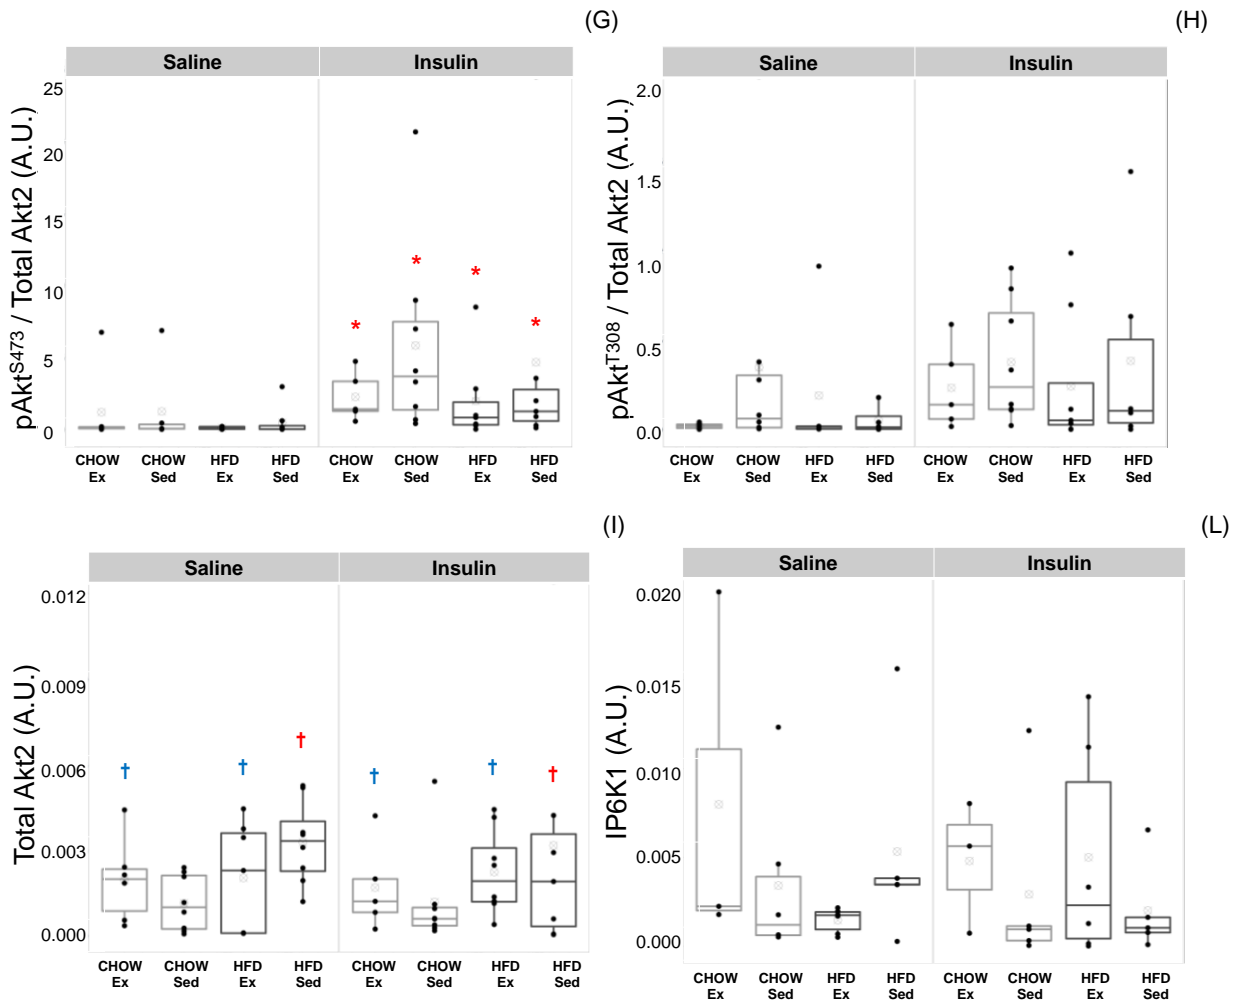 (G)
Saline Insulin
pAktS473 / Total Akt2 (A.U.)
25
20
15
10
5
0
*
*
*
*
CHOW Ex
CHOW Sed
HFD Ex
HFD Sed
CHOW Ex
CHOW Sed
HFD Ex
HFD Sed
(H)
Saline Insulin
pAktT308 / Total Akt2 (A.U.)
2.0
1.5
1.0
0.5
0.0
CHOW Ex
CHOW Sed
HFD Ex
HFD Sed
CHOW Ex
CHOW Sed
HFD Ex
HFD Sed
(I)
Saline Insulin
Total Akt2 (A.U.)
0.012
0.009
0.006
0.003
0.000
†
†
†
†
†
†
CHOW Ex
CHOW Sed
HFD Ex
HFD Sed
CHOW Ex
CHOW Sed
HFD Ex
HFD Sed
(L)
Saline Insulin
IP6K1 (A.U.)
0.020
0.015
0.010
0.005
0.000
CHOW Ex
CHOW Sed
HFD Ex
HFD Sed
CHOW Ex
CHOW Sed
HFD Ex
HFD Sed